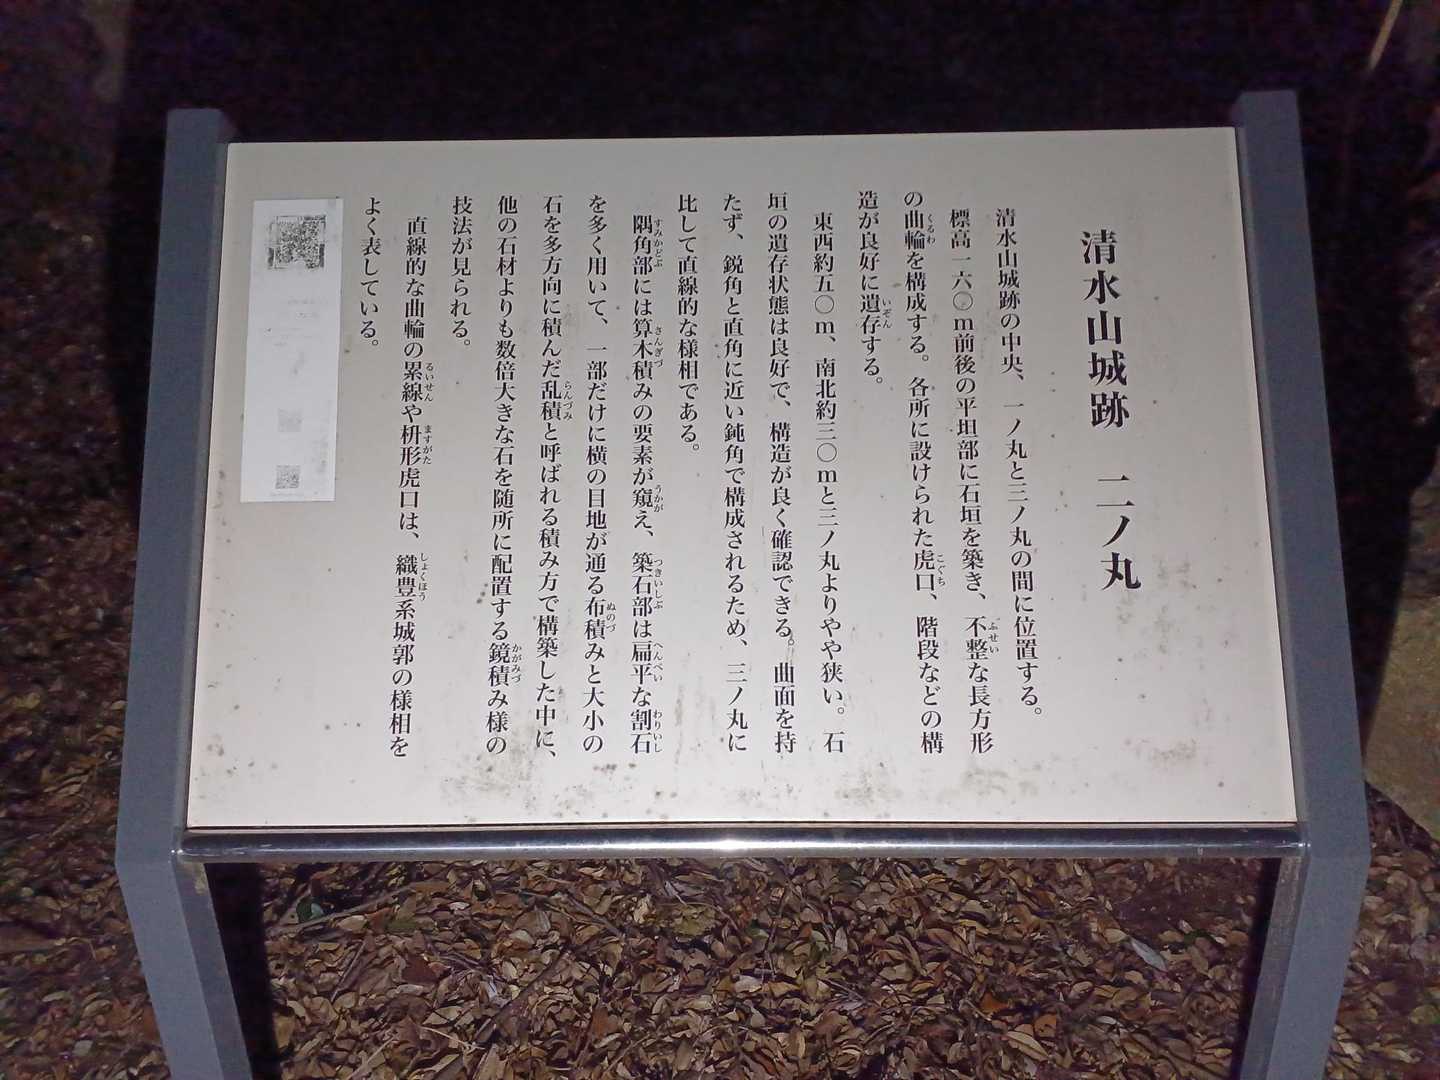 清水山城跡　二ノ丸
清水山城跡の中央、一ノ丸と三ノ丸の間に位置する。
標高一六〇m前後の平坦部に石垣を築き、不整な長方形
の曲輪を構成する。各所に設けられた虎口、階段などの構
造が良好に遺存する。
東西約五〇m、南北約三〇mと三ノ丸よりやや狭い。石
垣の遺存状態は良好で、構造が良く確認できる。曲面を持
たず、鋭角と直角に近い鈍角で構成されるため、三ノ丸に
比して直線的な様相である。
隅角部には算木積みの要素が窺え、築石部は扁平な割石
を多く用いて、一部だけに横の目地が通る布積みと大小の
石を多方向に積んだ乱積と呼ばれる積み方で構築した中に、
他の石材よりも数倍大きな石を随所に配置する鏡積み様の
技法が見られる。
直線的な曲輪の累線や枡形虎口は、織豊系城郭の様相を
よく表している。